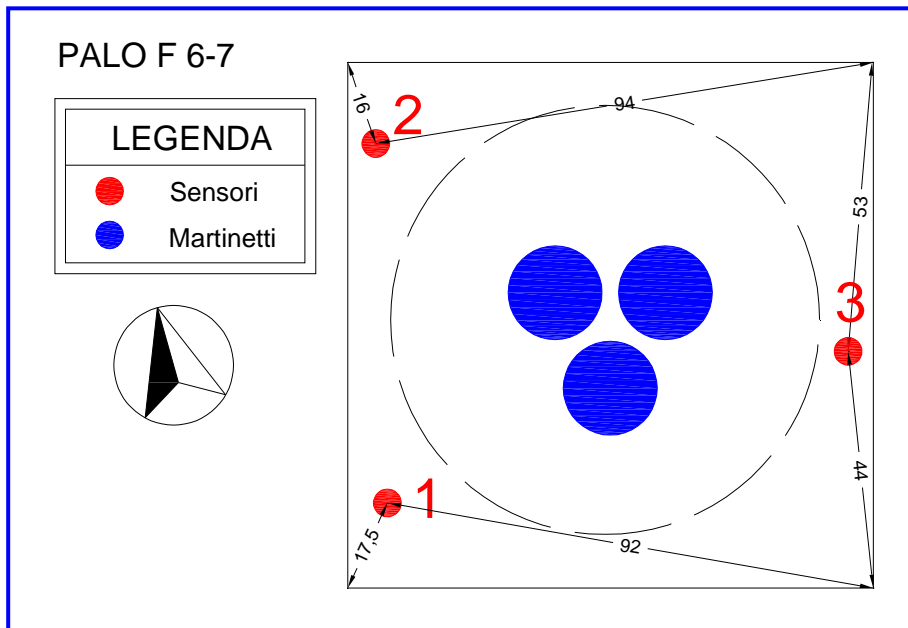 PALO F 6-7
LEGENDA
Sensori
Martinetti
16
2
94
53
3
44
1
17,5
92